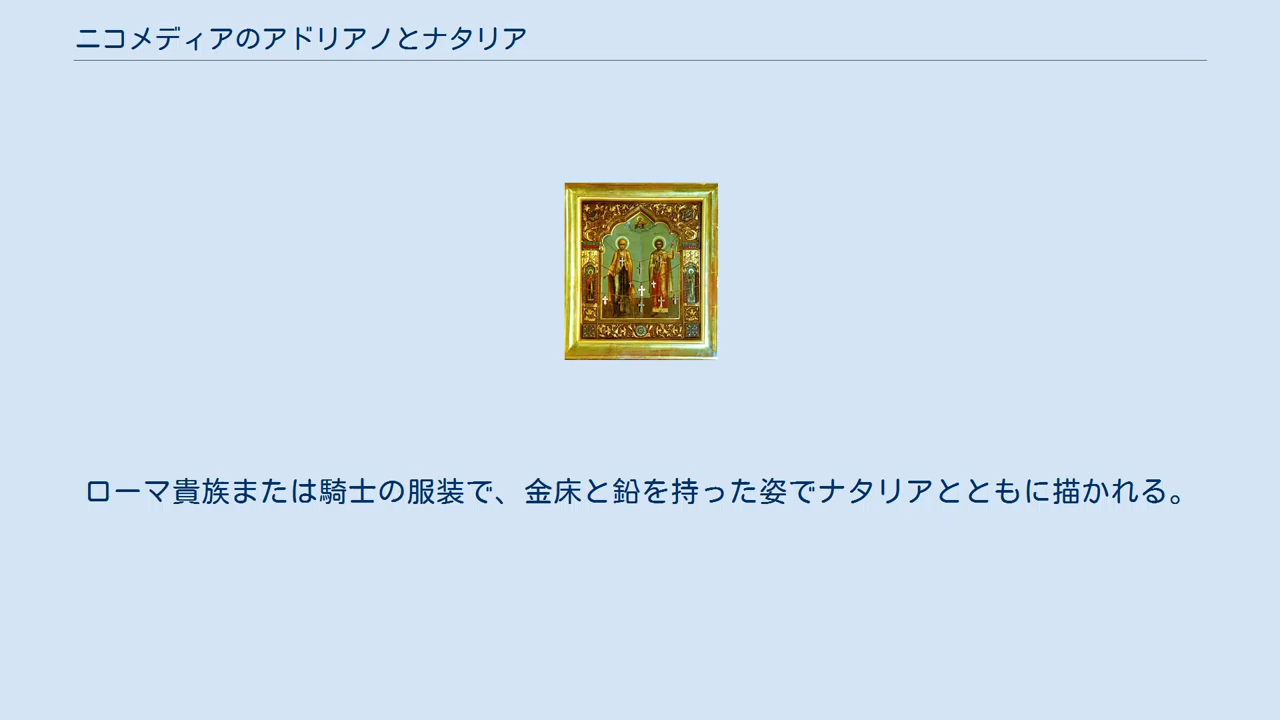 ニコメディアのアドリアノとナタリア
ローマ貴族または騎士の服装で、金床と鉛を持った姿でナタリアとともに描かれる。